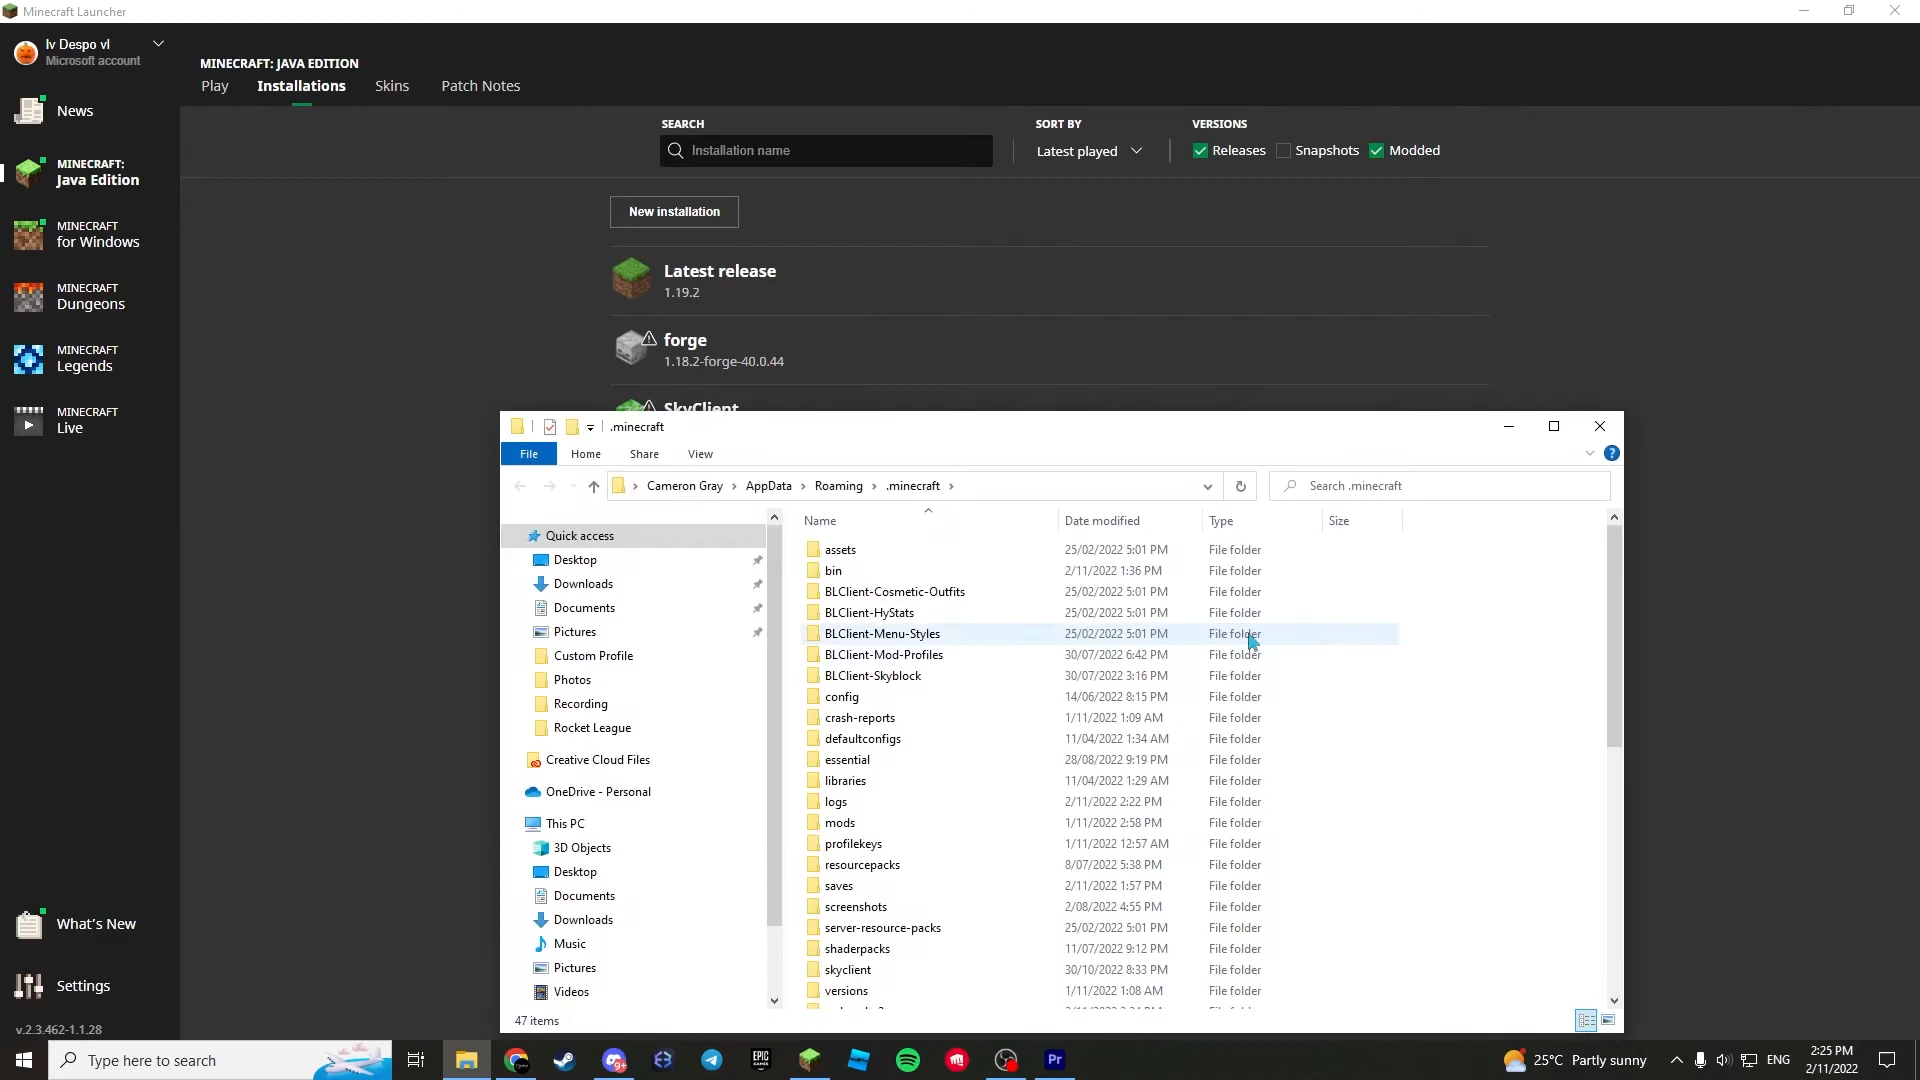 Minecraft Launcher
Iv Despo vI
Microsoft account
News
MINECRAFT:
Java Edition
MINECRAFT
for Windows
MINECRAFT
Dungeons
MINECRAFT
Legends
MINECRAFT
Live
What's New
Settings
v.2.3.462-1.1.28
MINECRAFT: JAVA EDITION
Play Installations Skins Patch Notes
SEARCH
Installation name
SORT BY
Latest played
VERSIONS
Releases Snapshots Modded
New installation
Latest release
1.19.2
forge
1.18.2-forge-40.0.44
SkyClient
.minecraft
File Home Share View
Cameron Gray > AppData > Roaming > .minecraft >
Search .minecraft
Quick access
Desktop
Downloads
Documents
Pictures
Custom Profile
Photos
Recording
Rocket League
Creative Cloud Files
OneDrive - Personal
This PC
3D Objects
Desktop
Documents
Downloads
Music
Pictures
Videos
Name Date modified Type Size
assets 25/02/2022 5:01 PM File folder
bin 2/11/2022 1:36 PM File folder
BLClient-Cosmetic-Outfits 25/02/2022 5:01 PM File folder
BLClient-HyStats 25/02/2022 5:01 PM File folder
BLClient-Menu-Styles 25/02/2022 5:01 PM File folder
BLClient-Mod-Profiles 30/07/2022 6:42 PM File folder
BLClient-Skyblock 30/07/2022 3:16 PM File folder
config 14/06/2022 8:15 PM File folder
crash-reports 1/11/2022 1:09 AM File folder
defaultconfigs 11/04/2022 1:34 AM File folder
essential 28/08/2022 9:19 PM File folder
libraries 11/04/2022 1:29 AM File folder
logs 2/11/2022 2:22 PM File folder
mods 1/11/2022 2:58 PM File folder
profilekeys 1/11/2022 12:57 AM File folder
resourcepacks 8/07/2022 5:38 PM File folder
saves 2/11/2022 1:57 PM File folder
screenshots 2/08/2022 4:55 PM File folder
server-resource-packs 25/02/2022 5:01 PM File folder
shaderpacks 11/07/2022 9:12 PM File folder
skyclient 30/10/2022 8:33 PM File folder
versions 1/11/2022 1:08 AM File folder
47 items
Type here to search
EPIC
GAMES
Pr
25°C Partly sunny
ENG
2:25 PM
2/11/2022